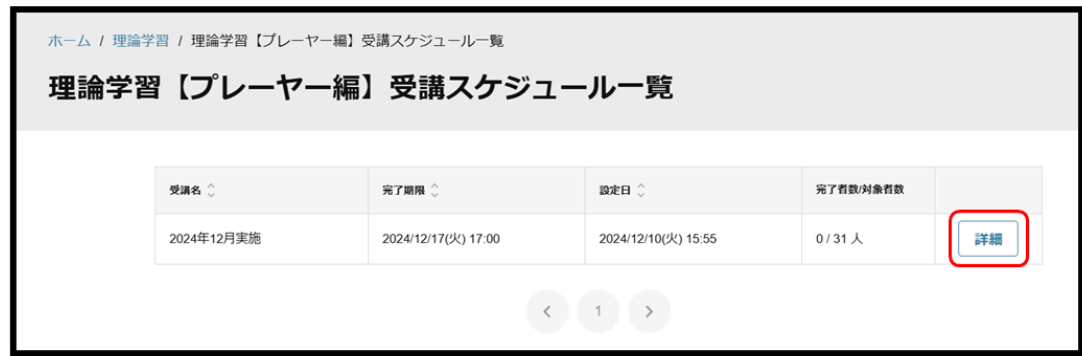 ホーム / 理論学習 / 理論学習【プレーヤー編】受講スケジュール一覧
理論学習【プレーヤー編】受講スケジュール一覧
受講名 完了期限 設定日 完了者数/対象者数
2024年12月実施 2024/12/17(火) 17:00 2024/12/10(火) 15:55 0 / 31 人 詳細
1